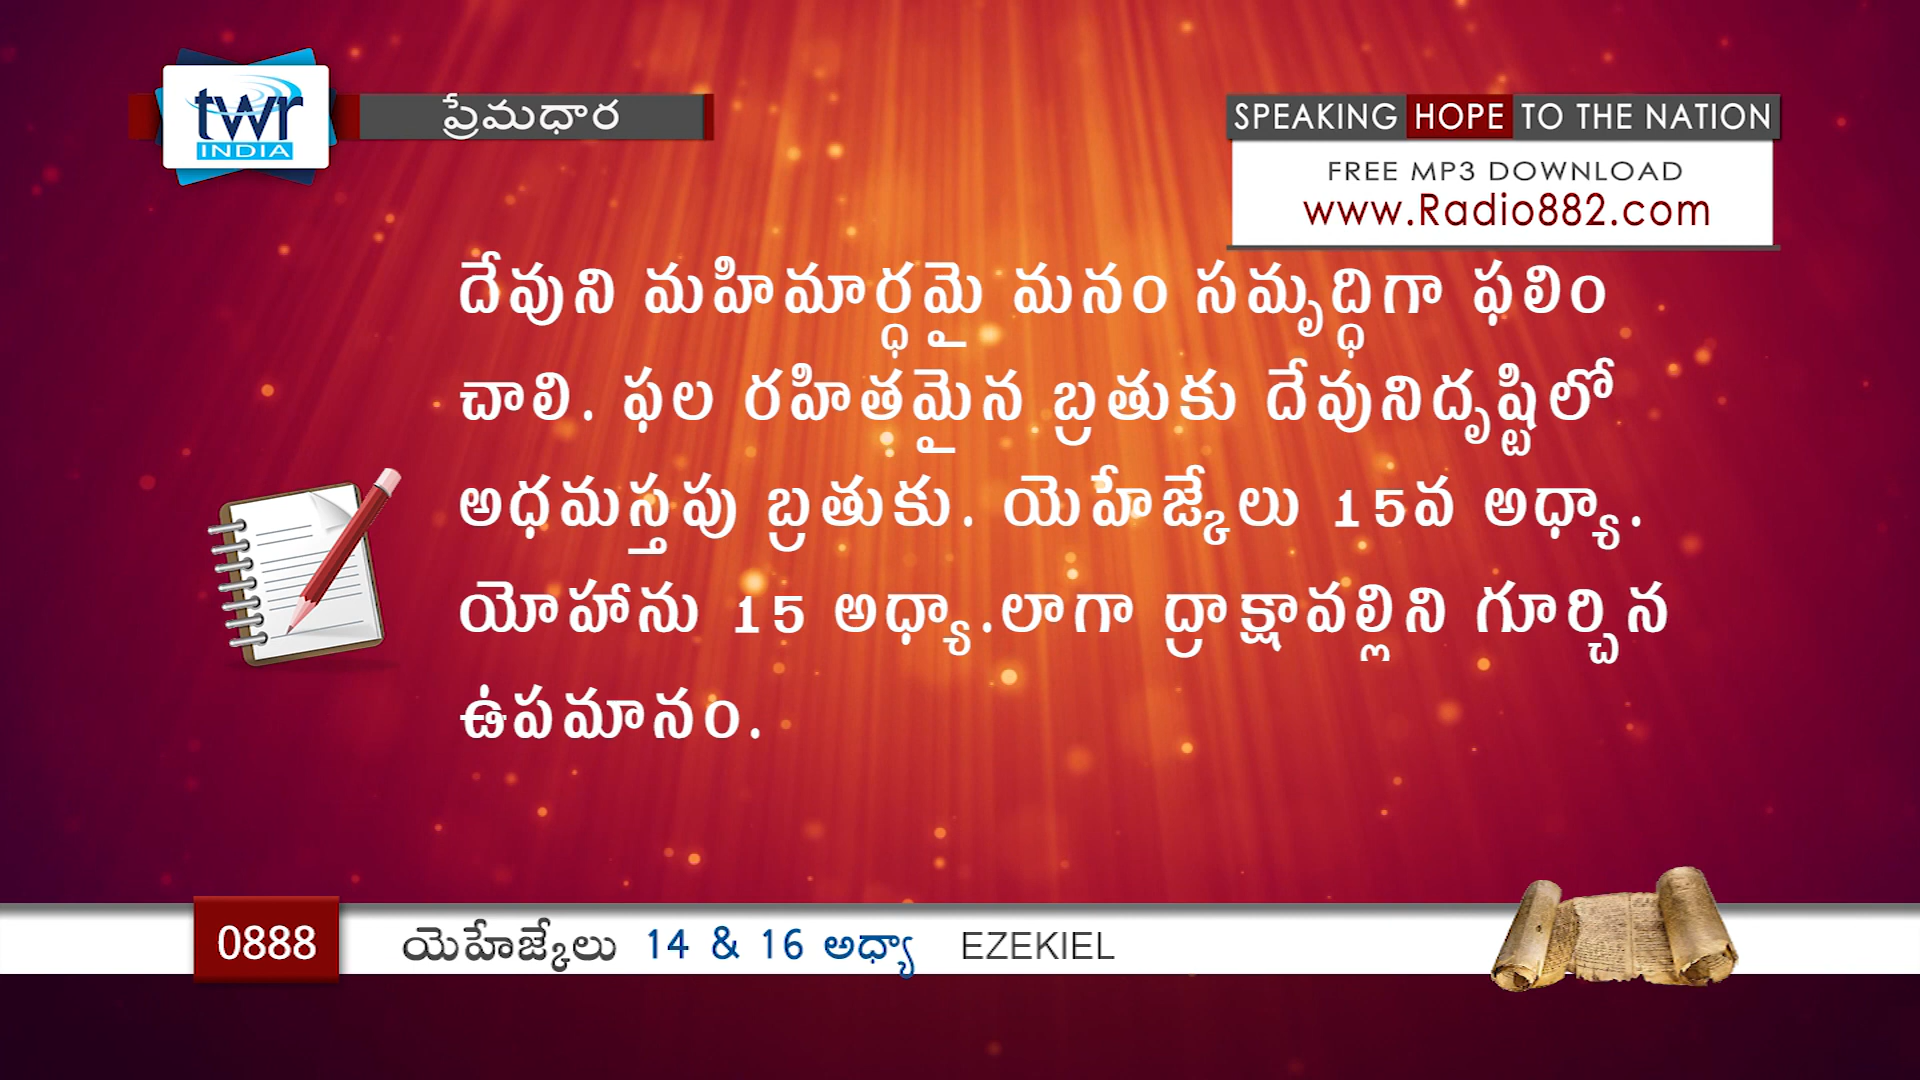 twr
INDIA
ప్రేమధార
SPEAKING HOPE TO THE NATION
FREE MP3 DOWNLOAD
www.Radio882.com
దేవుని మహిమార్ధమై మనం సమృద్ధిగా ఫలిం
చాలి. ఫల రహితమైన బ్రతుకు దేవునిదృష్టిలో
అధమస్తపు బ్రతుకు. యెహేజ్కేలు 15వ అధ్యా.
యోహాను 15 అధ్యా.లాగా ద్రాక్షావల్లిని గూర్చిన
ఉపమానం.
0888 యెహేజ్కేలు 14 & 16 అధ్యా EZEKIEL